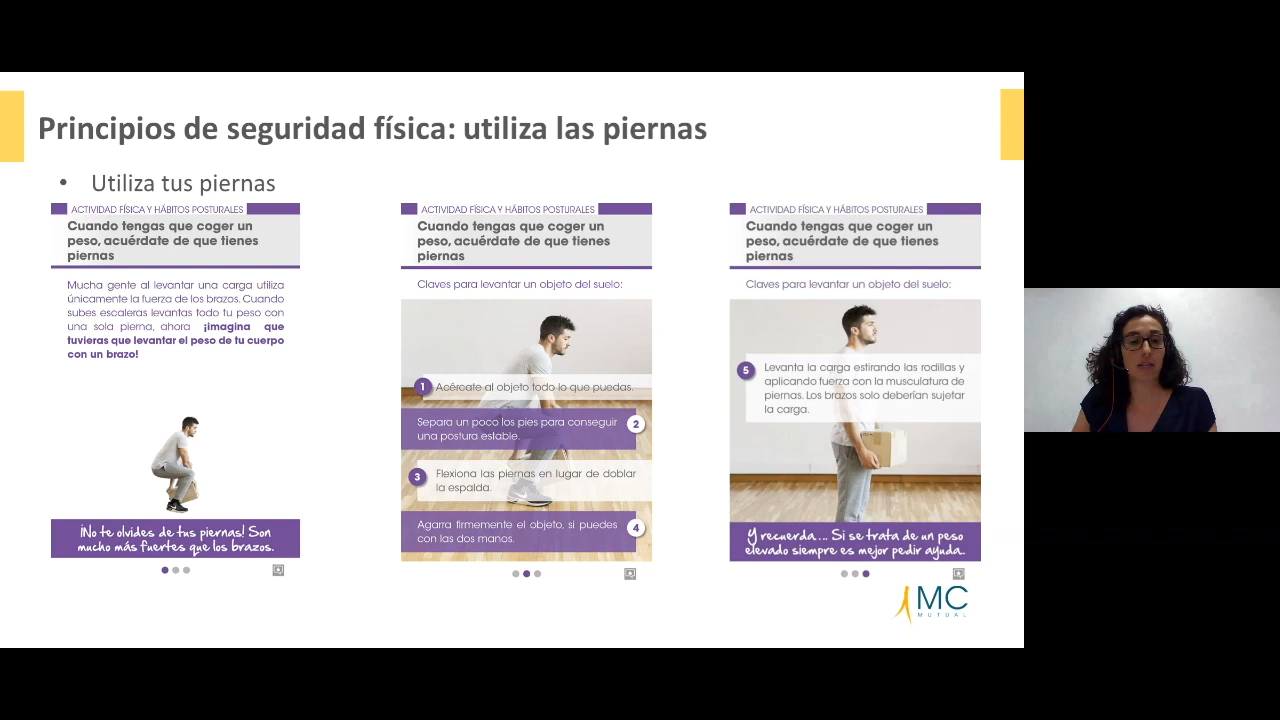 Principios de seguridad física: utiliza las piernas
• Utiliza tus piernas
ACTIVIDAD FÍSICA Y HÁBITOS POSTURALES
Cuando tengas que coger un
peso, acuérdate de que tienes
piernas
Mucha gente al levantar una carga utiliza
únicamente la fuerza de los brazos. Cuando
subes escaleras levantas todo tu peso con
una sola pierna, ahora ¡imagina que
tuvieras que levantar el peso de tu cuerpo
con un brazo!
¡No te olvides de tus piernas! Son
mucho más fuertes que los brazos.
ACTIVIDAD FÍSICA Y HÁBITOS POSTURALES
Cuando tengas que coger un
peso, acuérdate de que tienes
piernas
Claves para levantar un objeto del suelo:
1 Acércate al objeto todo lo que puedas.
Separa un poco los pies para conseguir 2
una postura estable.
3 Flexiona las piernas en lugar de doblar
la espalda.
Agarra firmemente el objeto, si puedes 4
con las dos manos.
ACTIVIDAD FÍSICA Y HÁBITOS POSTURALES
Cuando tengas que coger un
peso, acuérdate de que tienes
piernas
Claves para levantar un objeto del suelo:
5 Levanta la carga estirando las rodillas y
aplicando fuerza con la musculatura de
piernas. Los brazos solo deberían sujetar
la carga.
Y recuerda... Si se trata de un peso
elevado siempre es mejor pedir ayuda.
MC
MUTUAL